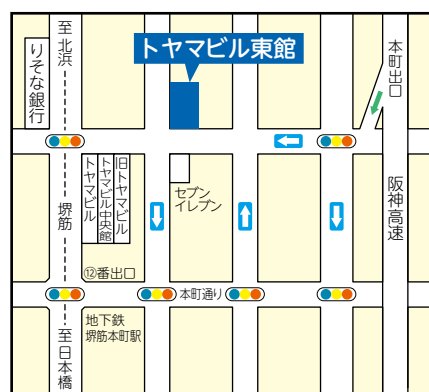 至北浜
りそな銀行
トヤマビル東館
本町出口
トヤマビル
トヤマビル中央館
旧トヤマビル
セブン
イレブン
堺筋
阪神高速
⑫番出口
本町通り
地下鉄
堺筋本町駅
至日本橋